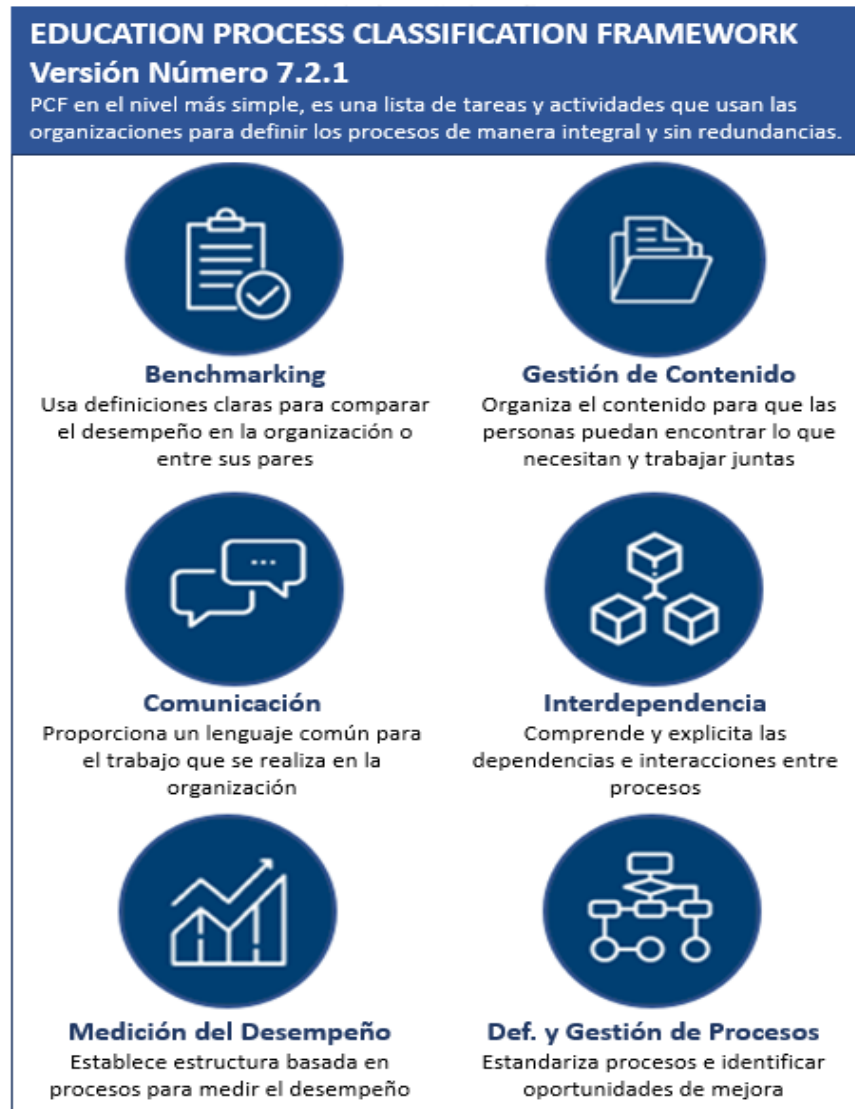 EDUCATION PROCESS CLASSIFICATION FRAMEWORK
Versión Número 7.2.1
PCF en el nivel más simple, es una lista de tareas y actividades que usan las
organizaciones para definir los procesos de manera integral y sin redundancias.
Benchmarking
Usa definiciones claras para comparar
el desempeño en la organización o
entre sus pares
Gestión de Contenido
Organiza el contenido para que las
personas puedan encontrar lo que
necesitan y trabajar juntas
Comunicación
Proporciona un lenguaje común para
el trabajo que se realiza en la
organización
Interdependencia
Comprende y explicita las
dependencias e interacciones entre
procesos
Medición del Desempeño
Establece estructura basada en
procesos para medir el desempeño
Def. y Gestión de Procesos
Estandariza procesos e identificar
oportunidades de mejora